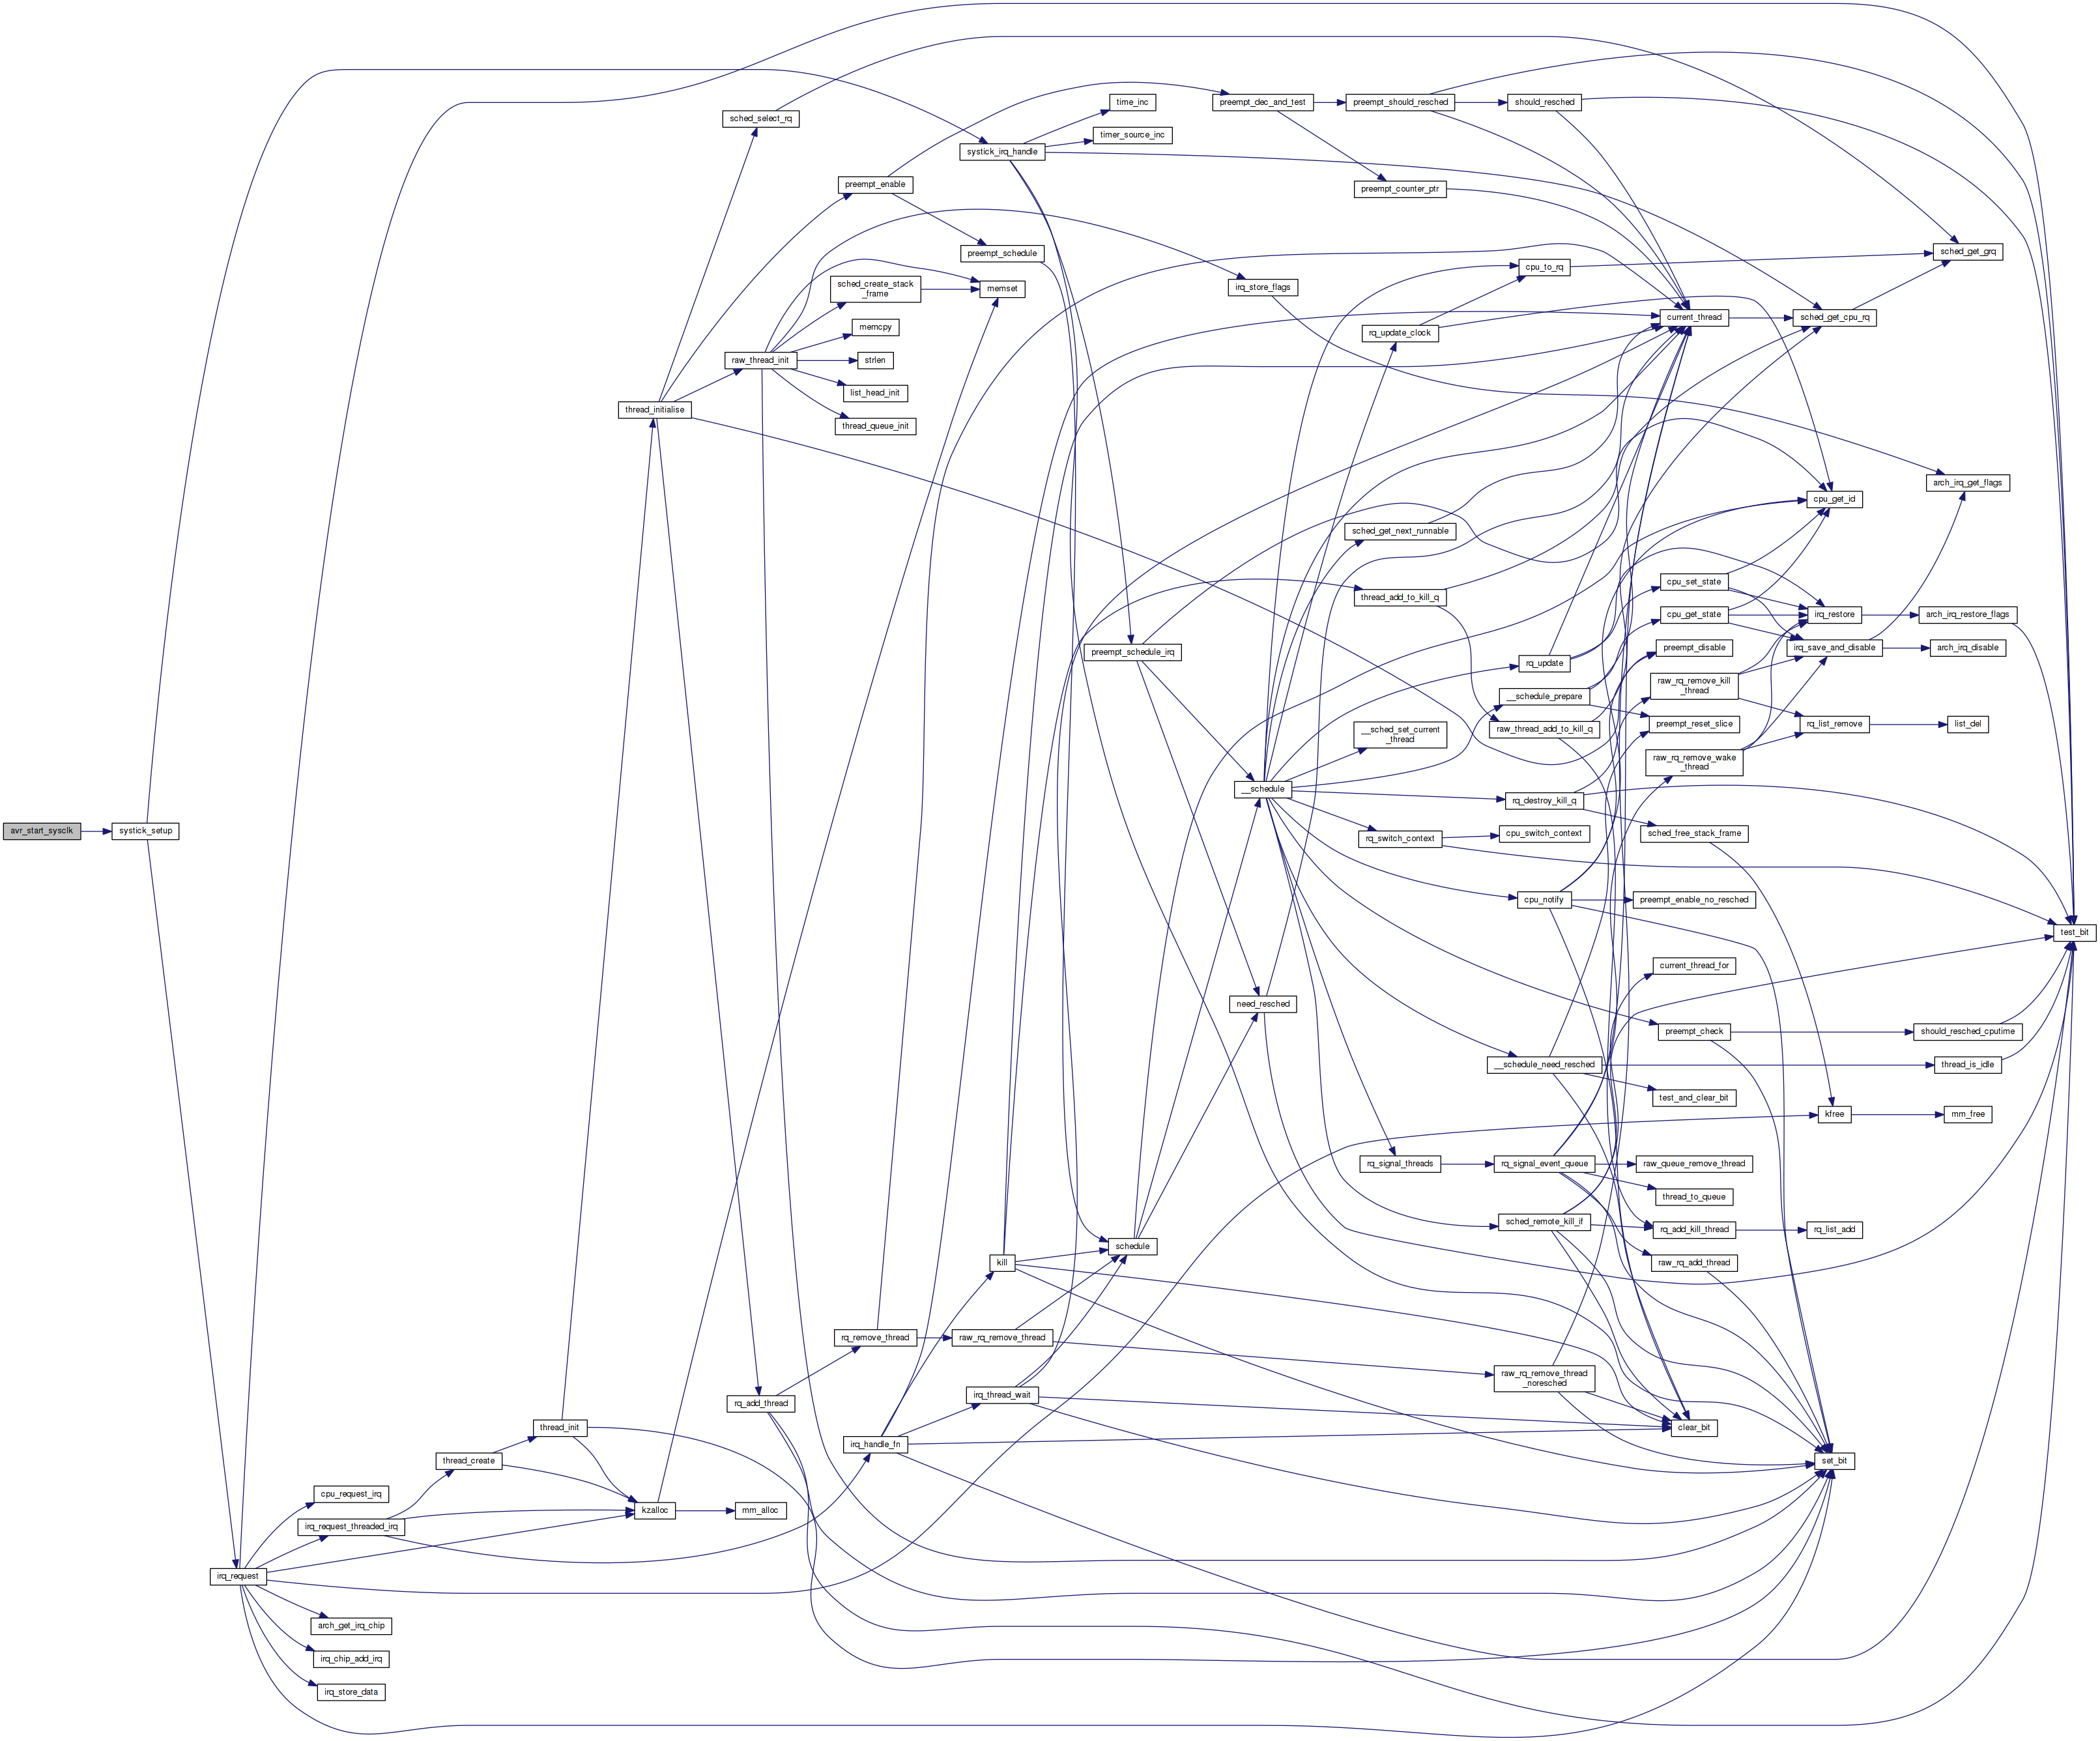 avr_start_sysclk
systick_setup
irq_request
cpu_request_irq
irq_request_threaded_irq
arch_get_irq_chip
irq_chip_add_irq
irq_store_data
thread_create
thread_init
kzalloc
mm_alloc
thread_initialise
sched_select_rq
raw_thread_init
rq_add_thread
preempt_enable
sched_create_stack
_frame
memcpy
strlen
list_head_init
thread_queue_init
rq_remove_thread
irq_handle_fn
systick_irq_handle
preempt_schedule
memset
kill
raw_rq_remove_thread
irq_thread_wait
time_inc
timer_source_inc
preempt_schedule_irq
schedule
preempt_dec_and_test
irq_store_flags
__schedule
need_resched
preempt_should_resched
preempt_counter_ptr
rq_update_clock
sched_get_next_runnable
thread_add_to_kill_q
__sched_set_current
_thread
rq_switch_context
rq_signal_threads
should_resched
cpu_to_rq
rq_update
__schedule_prepare
raw_thread_add_to_kill_q
rq_destroy_kill_q
cpu_switch_context
cpu_notify
__schedule_need_resched
rq_signal_event_queue
sched_remote_kill_if
raw_rq_remove_thread
_noresched
current_thread
cpu_set_state
cpu_get_state
preempt_disable
raw_rq_remove_kill
_thread
preempt_reset_slice
raw_rq_remove_wake
_thread
sched_free_stack_frame
preempt_enable_no_resched
current_thread_for
preempt_check
test_and_clear_bit
raw_queue_remove_thread
thread_to_queue
rq_add_kill_thread
raw_rq_add_thread
clear_bit
sched_get_cpu_rq
cpu_get_id
irq_restore
irq_save_and_disable
rq_list_remove
kfree
rq_list_add
set_bit
sched_get_grq
arch_irq_get_flags
arch_irq_restore_flags
arch_irq_disable
list_del
should_resched_cputime
thread_is_idle
mm_free
test_bit